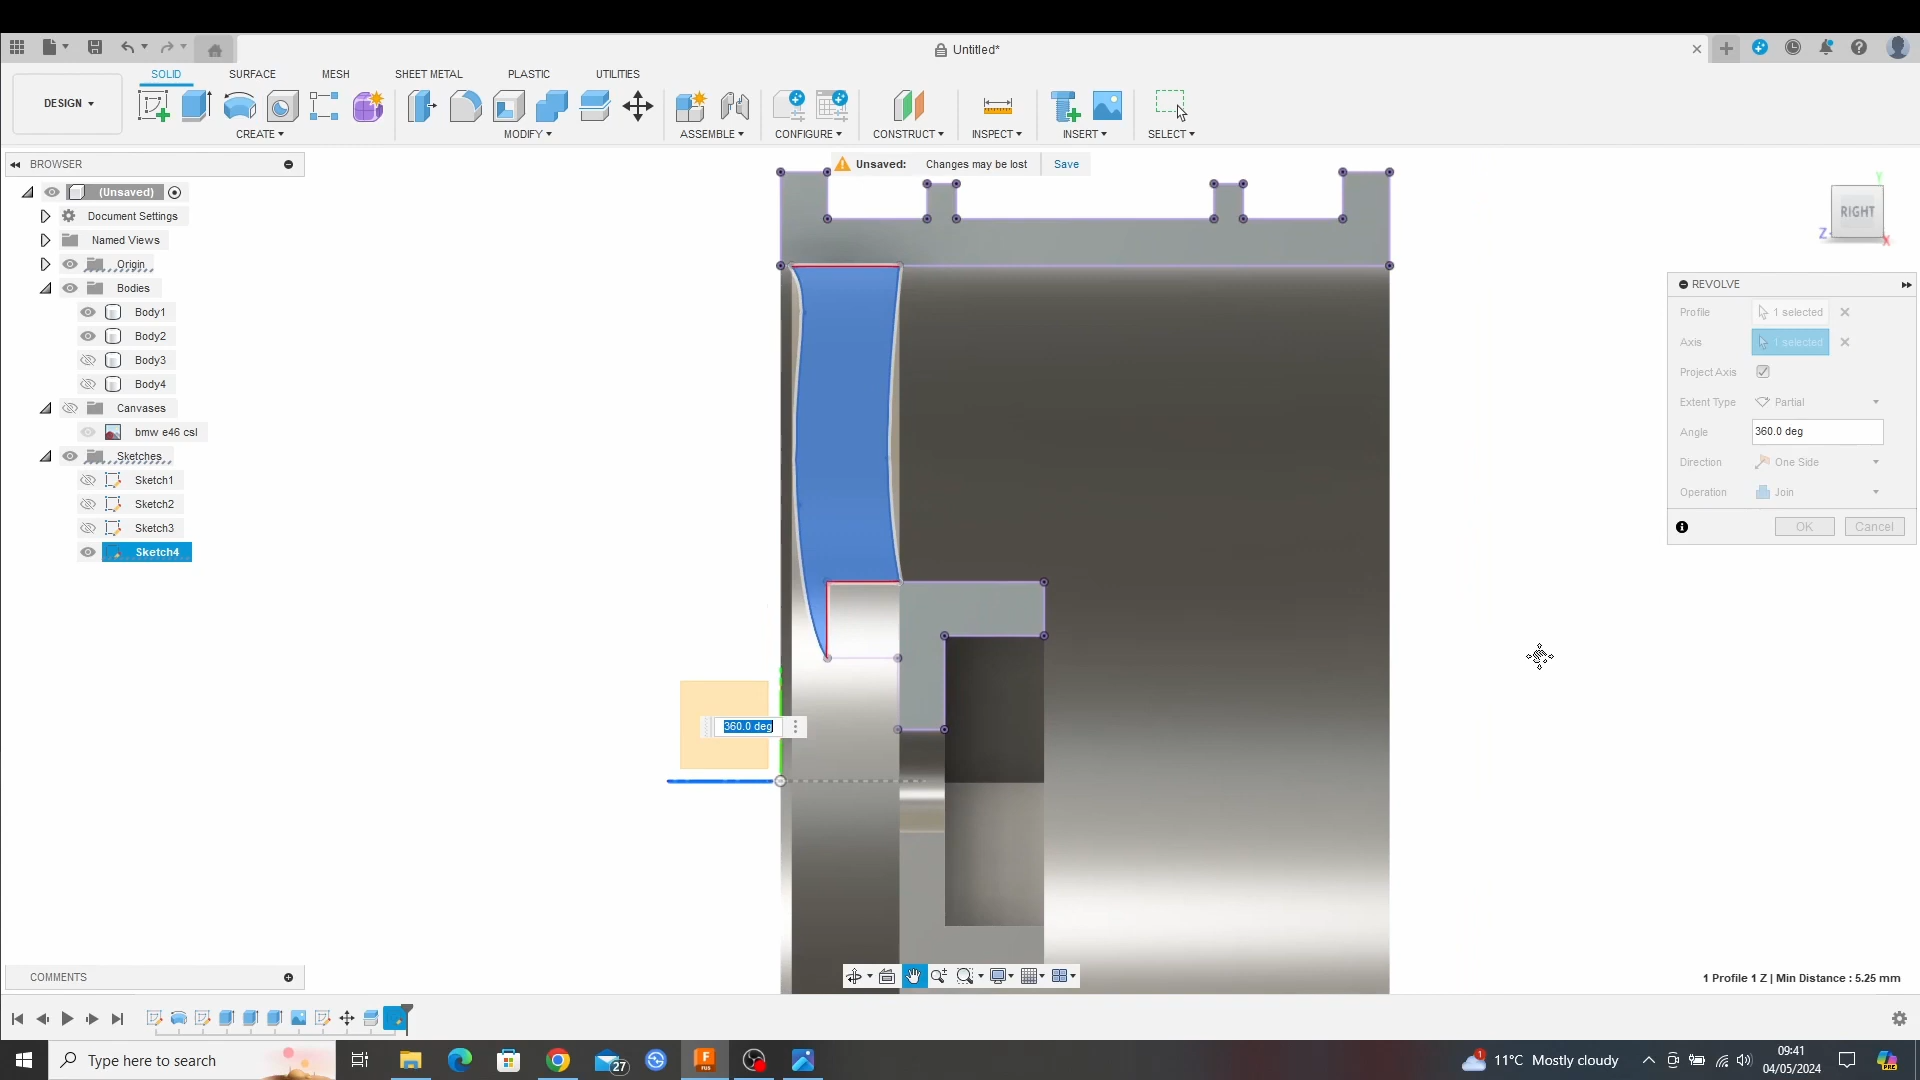 Untitled*
DESIGN
SOLID SURFACE MESH SHEET METAL PLASTIC UTILITIES
CREATE MODIFY ASSEMBLE CONFIGURE CONSTRUCT INSPECT INSERT SELECT
BROWSER
Unsaved: Changes may be lost Save
(Unsaved)
Document Settings
Named Views
Origin
Bodies
Body1
Body2
Body3
Body4
Canvases
bmw e46 csl
Sketches
Sketch1
Sketch2
Sketch3
Sketch4
Y
RIGHT
Z
X
REVOLVE
Profile 1 selected
Axis 1 selected
Project Axis
Extent Type Partial
Angle 360.0 deg
Direction One Side
Operation Join
OK Cancel
360.0 deg
COMMENTS
1 Profile 1 Z | Min Distance : 5.25 mm
Type here to search
27
F
FUS
1
11°C Mostly cloudy
09:41
04/05/2024
PRE